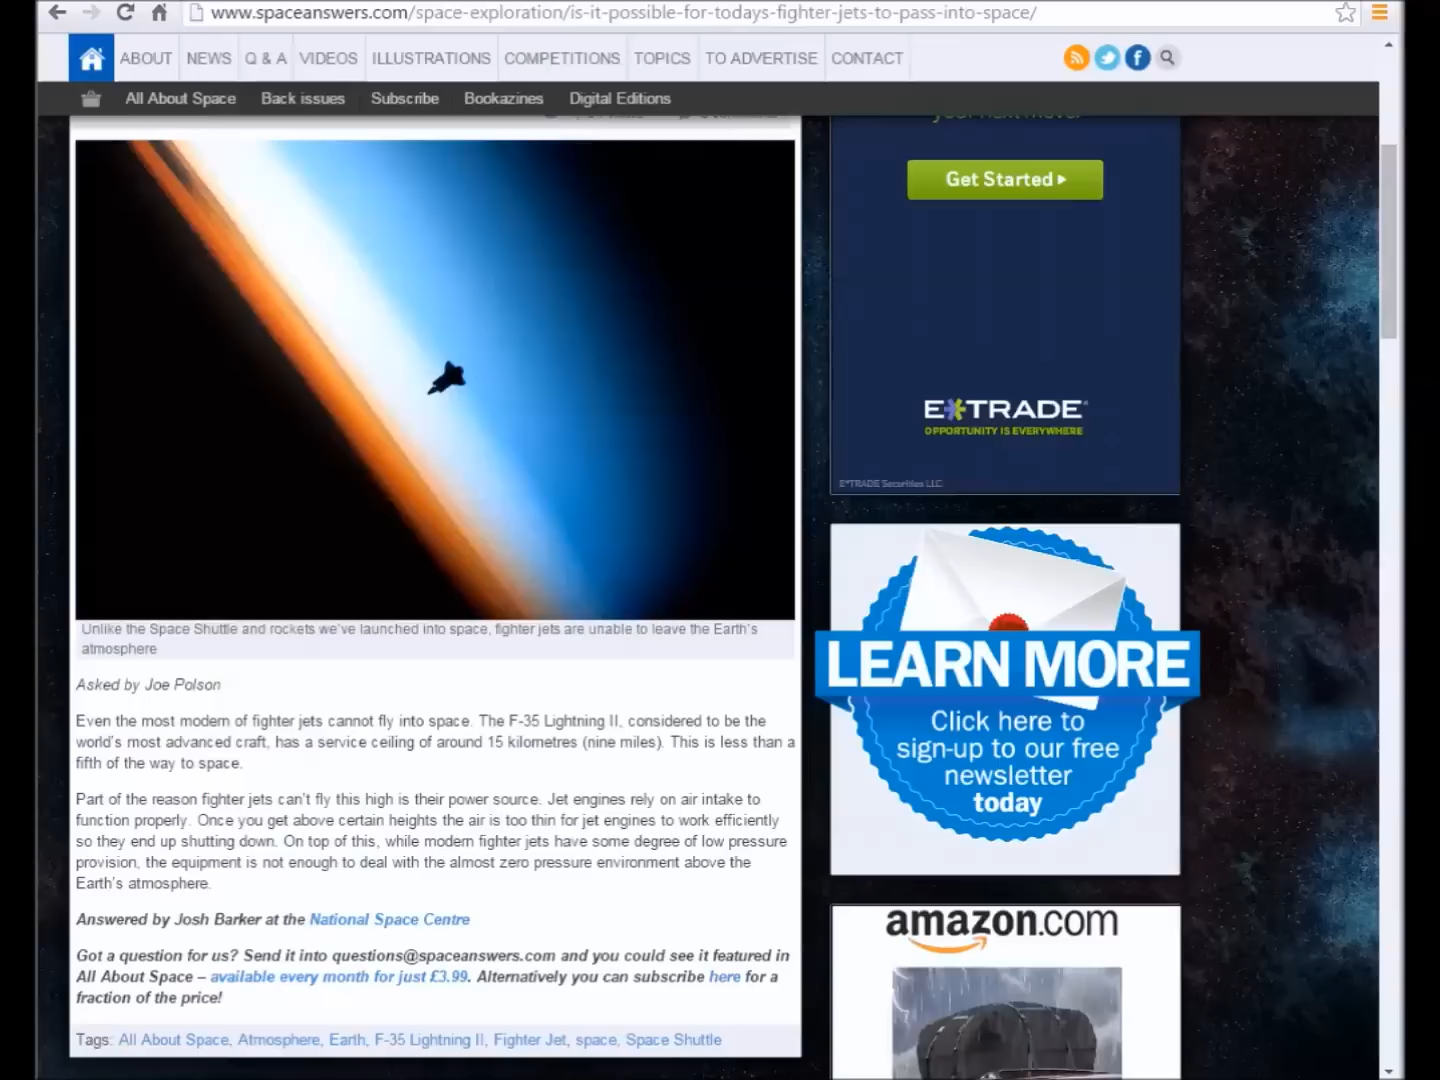 www.spaceanswers.com/space-exploration/is-it-possible-for-todays-fighter-jets-to-pass-into-space/
ABOUT NEWS Q & A VIDEOS ILLUSTRATIONS COMPETITIONS TOPICS TO ADVERTISE CONTACT
All About Space Back issues Subscribe Bookazines Digital Editions
Unlike the Space Shuttle and rockets we've launched into space, fighter jets are unable to leave the Earth's
atmosphere
Asked by Joe Polson
Even the most modern of fighter jets cannot fly into space. The F-35 Lightning II, considered to be the
world's most advanced craft, has a service ceiling of around 15 kilometres (nine miles). This is less than a
fifth of the way to space.
Part of the reason fighter jets can't fly this high is their power source. Jet engines rely on air intake to
function properly. Once you get above certain heights the air is too thin for jet engines to work efficiently
so they end up shutting down. On top of this, while modern fighter jets have some degree of low pressure
provision, the equipment is not enough to deal with the almost zero pressure environment above the
Earth's atmosphere.
Answered by Josh Barker at the National Space Centre
Got a question for us? Send it into questions@spaceanswers.com and you could see it featured in
All About Space – available every month for just £3.99. Alternatively you can subscribe here for a
fraction of the price!
Tags: All About Space, Atmosphere, Earth, F-35 Lightning II, Fighter Jet, space, Space Shuttle
your next move.
Get Started
E*TRADE
OPPORTUNITY IS EVERYWHERE
E*TRADE Securities LLC
LEARN MORE
Click here to
sign-up to our free
newsletter
today
amazon.com